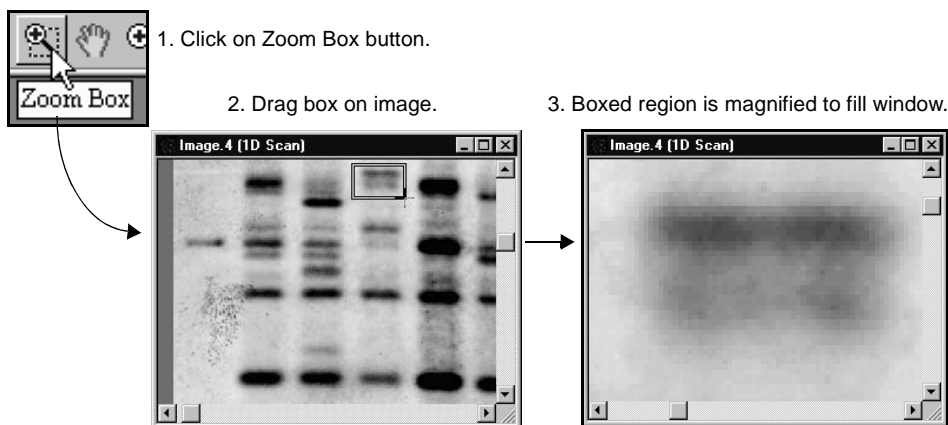 1. Click on Zoom Box button.
Zoom Box
2. Drag box on image.
3. Boxed region is magnified to fill window.
Image.4 (1D Scan)
Image.4 (1D Scan)